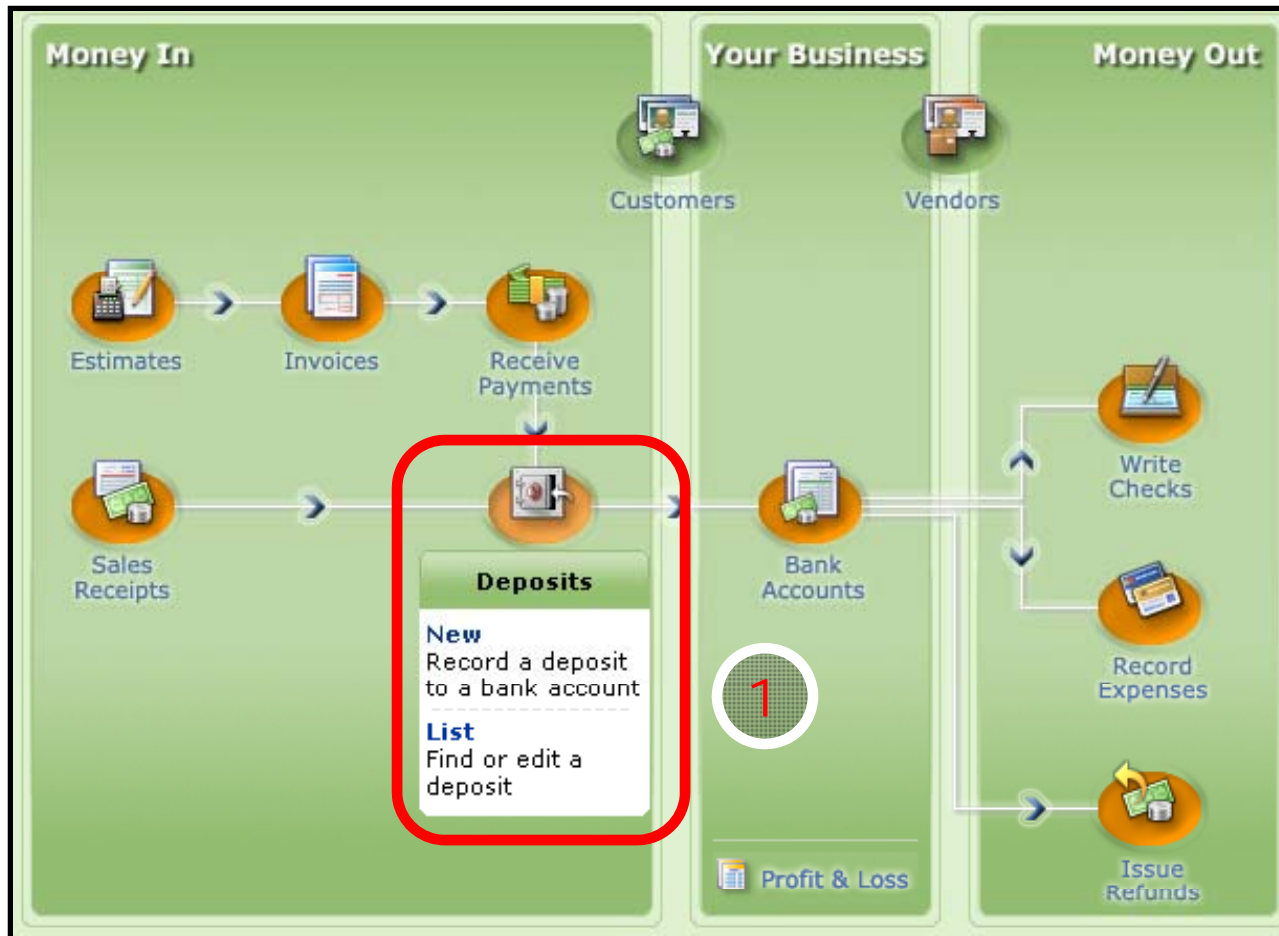 Money In
Your Business
Money Out
Customers
Vendors
Estimates
Invoices
Receive
Payments
Write
Checks
Sales
Receipts
Deposits
New
Record a deposit
to a bank account
List
Find or edit a
deposit
Bank
Accounts
1
Record
Expenses
Profit & Loss
Issue
Refunds